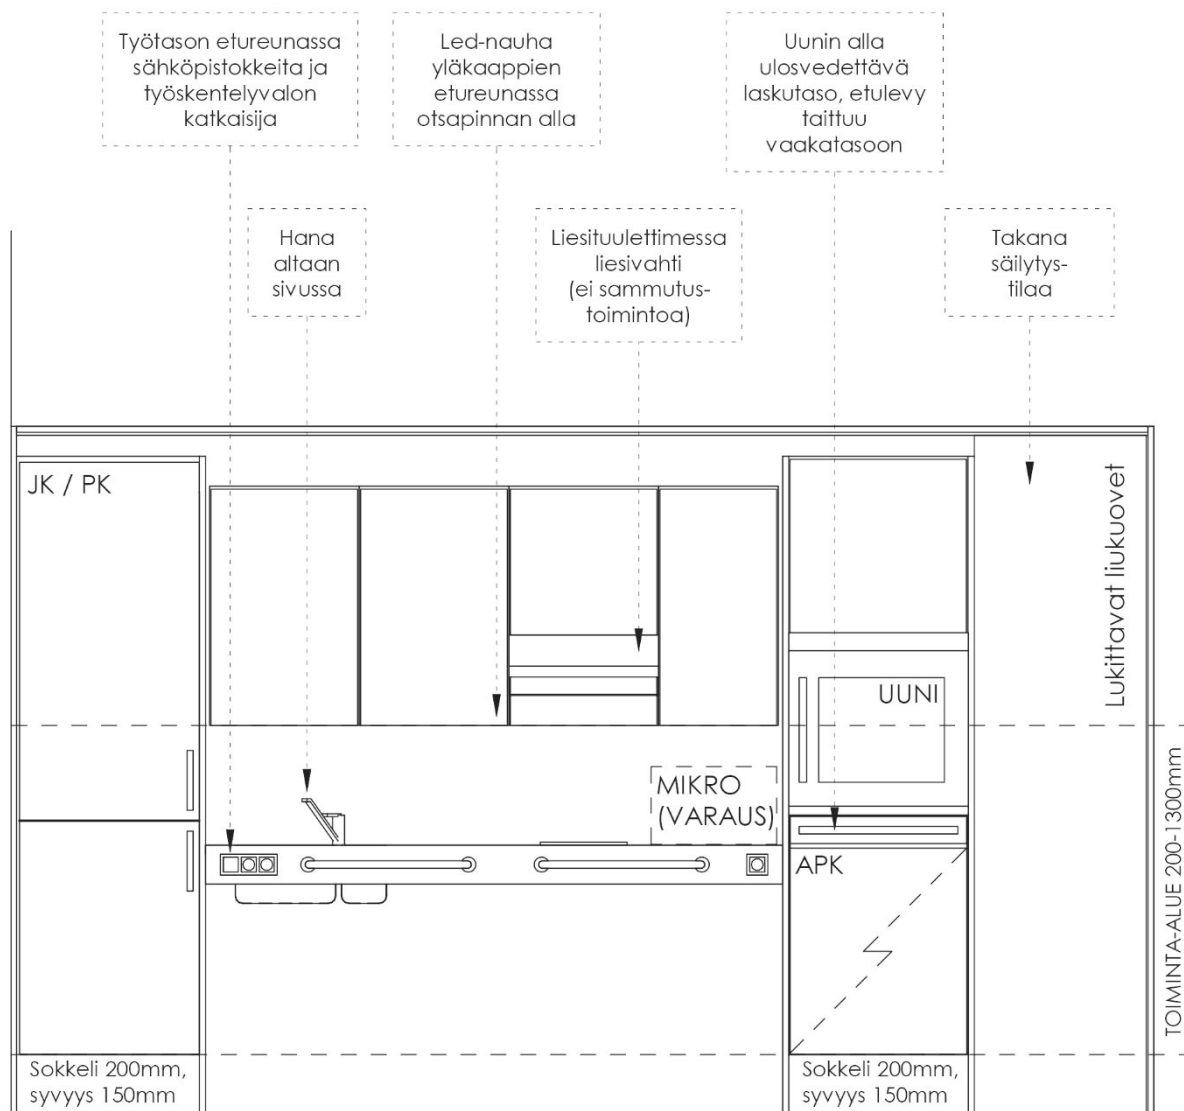 Työtason etureunassa
sähköpistokkeita ja
työskentelyvalon
katkaisija
Led-nauha
yläkaappien
etureunassa
otsapinnan alla
Uunin alla
ulosvedettävä
laskutaso, etulevy
taittuu
vaakatasoon
Hana
altaan
sivussa
Liesituulettimessa
liesivahti
(ei sammutus-
toimintoa)
Takana
säilytys-
tilaa
JK / PK
Lukittavat liukuovet
UUNI
MIKRO
(VARAUS)
APK
TOIMINTA-ALUE 200-1300mm
Sokkeli 200mm,
syvyys 150mm
Sokkeli 200mm,
syvyys 150mm